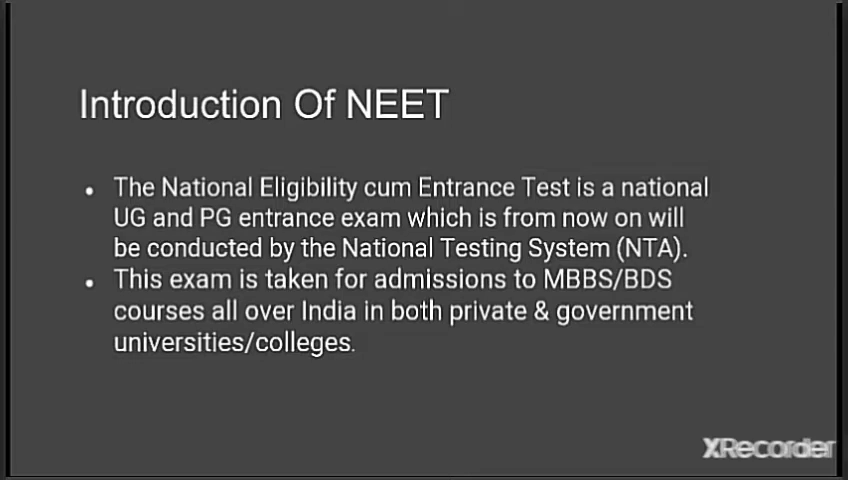 Introduction Of NEET
• The National Eligibility cum Entrance Test is a national
UG and PG entrance exam which is from now on will
be conducted by the National Testing System (NTA).
• This exam is taken for admissions to MBBS/BDS
courses all over India in both private & government
universities/colleges.
XRecorder